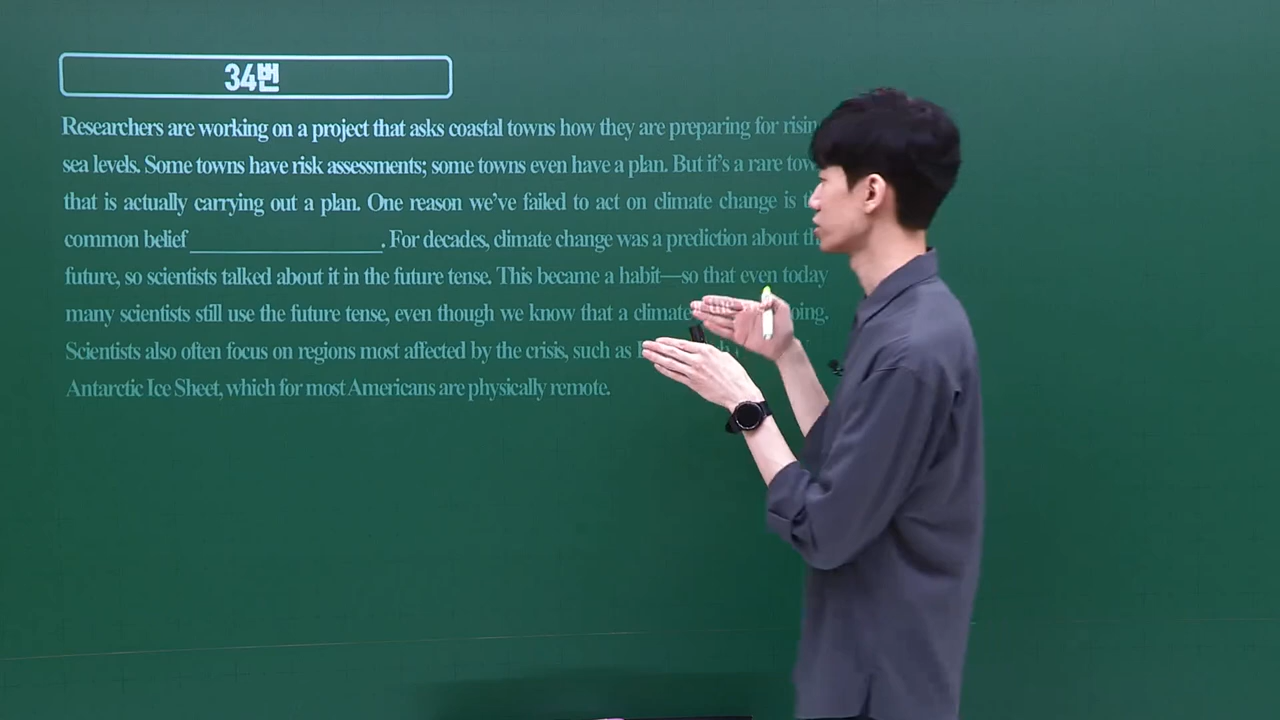 34번
Researchers are working on a project that asks coastal towns how they are preparing for risin
sea levels. Some towns have risk assessments; some towns even have a plan. But it's a rare tow
that is actually carrying out a plan. One reason we've failed to act on climate change is th
common belief ____________________. For decades, climate change was a prediction about th
future, so scientists talked about it in the future tense. This became a habit—so that even today
many scientists still use the future tense, even though we know that a climate oing.
Scientists also often focus on regions most affected by the crisis, such as
Antarctic Ice Sheet, which for most Americans are physically remote.